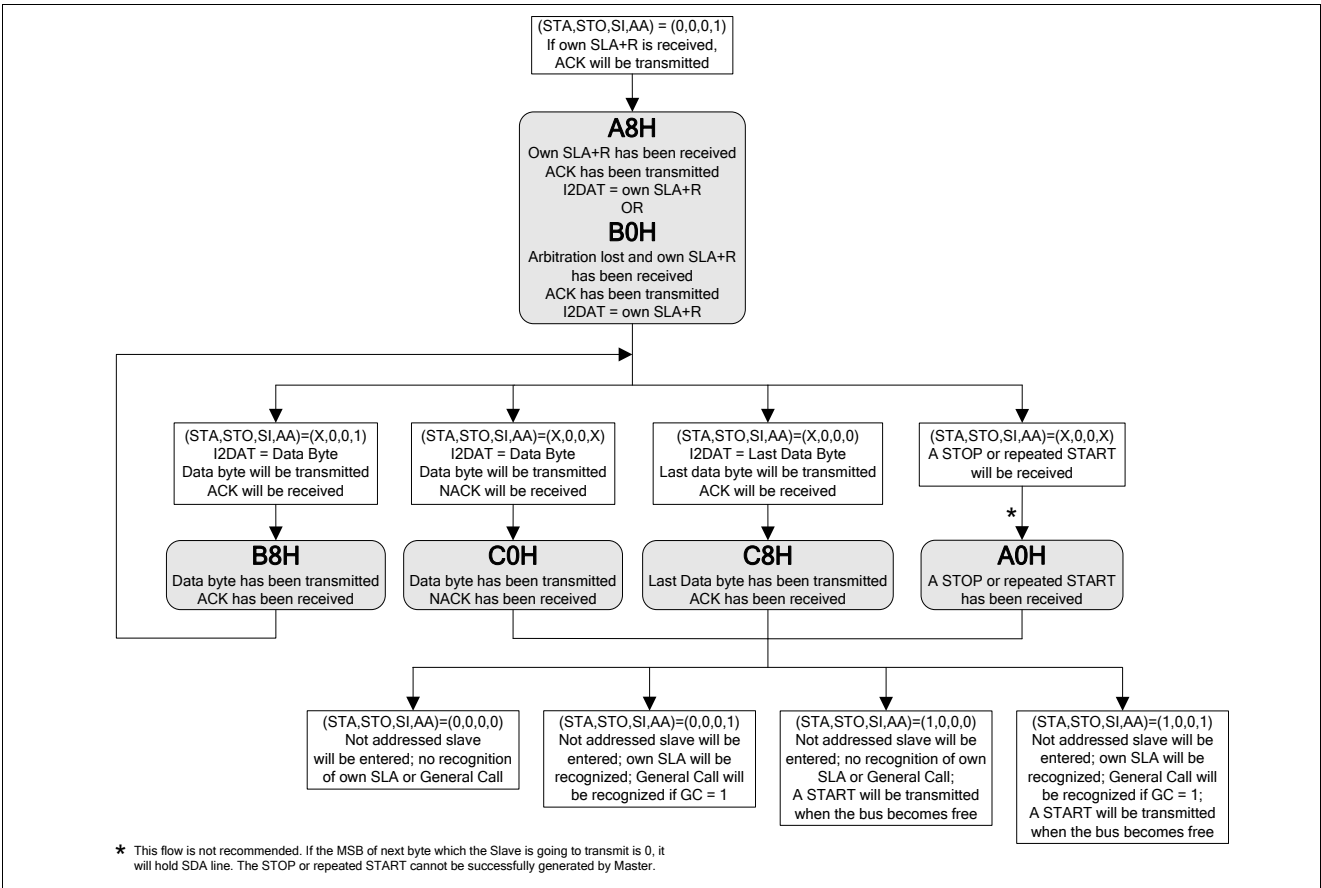 (STA,STO,SI,AA) = (0,0,0,1)
If own SLA+R is received,
ACK will be transmitted
A8H
Own SLA+R has been received
ACK has been transmitted
I2DAT = own SLA+R
OR
B0H
Arbitration lost and own SLA+R
has been received
ACK has been transmitted
I2DAT = own SLA+R
(STA,STO,SI,AA)=(X,0,0,1)
I2DAT = Data Byte
Data byte will be transmitted
ACK will be received
(STA,STO,SI,AA)=(X,0,0,X)
I2DAT = Data Byte
Data byte will be transmitted
NACK will be received
(STA,STO,SI,AA)=(X,0,0,0)
I2DAT = Last Data Byte
Last data byte will be transmitted
ACK will be received
(STA,STO,SI,AA)=(X,0,0,X)
A STOP or repeated START
will be received
*
B8H
Data byte has been transmitted
ACK has been received
C0H
Data byte has been transmitted
NACK has been received
C8H
Last Data byte has been transmitted
ACK has been received
A0H
A STOP or repeated START
has been received
(STA,STO,SI,AA)=(0,0,0,0)
Not addressed slave
will be entered; no recognition
of own SLA or General Call
(STA,STO,SI,AA)=(0,0,0,1)
Not addressed slave will be
entered; own SLA will be
recognized; General Call will
be recognized if GC = 1
(STA,STO,SI,AA)=(1,0,0,0)
Not addressed slave will be
entered; no recognition of own
SLA or General Call;
A START will be transmitted
when the bus becomes free
(STA,STO,SI,AA)=(1,0,0,1)
Not addressed slave will be
entered; own SLA will be
recognized; General Call will
be recognized if GC = 1;
A START will be transmitted
when the bus becomes free
* This flow is not recommended. If the MSB of next byte which the Slave is going to transmit is 0, it
will hold SDA line. The STOP or repeated START cannot be successfully generated by Master.